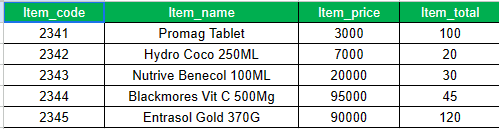 Item_code Item_name Item_price Item_total
2341 Promag Tablet 3000 100
2342 Hydro Coco 250ML 7000 20
2343 Nutrive Benecol 100ML 20000 30
2344 Blackmores Vit C 500Mg 95000 45
2345 Entrasol Gold 370G 90000 120